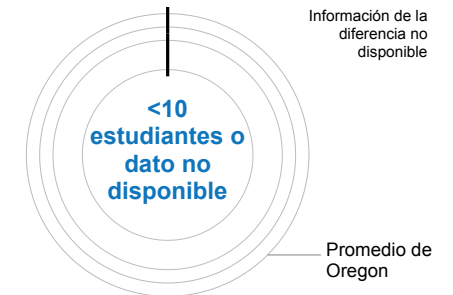 Información de la
diferencia no
disponible
<10
estudiantes o
dato no
disponible
Promedio de
Oregon